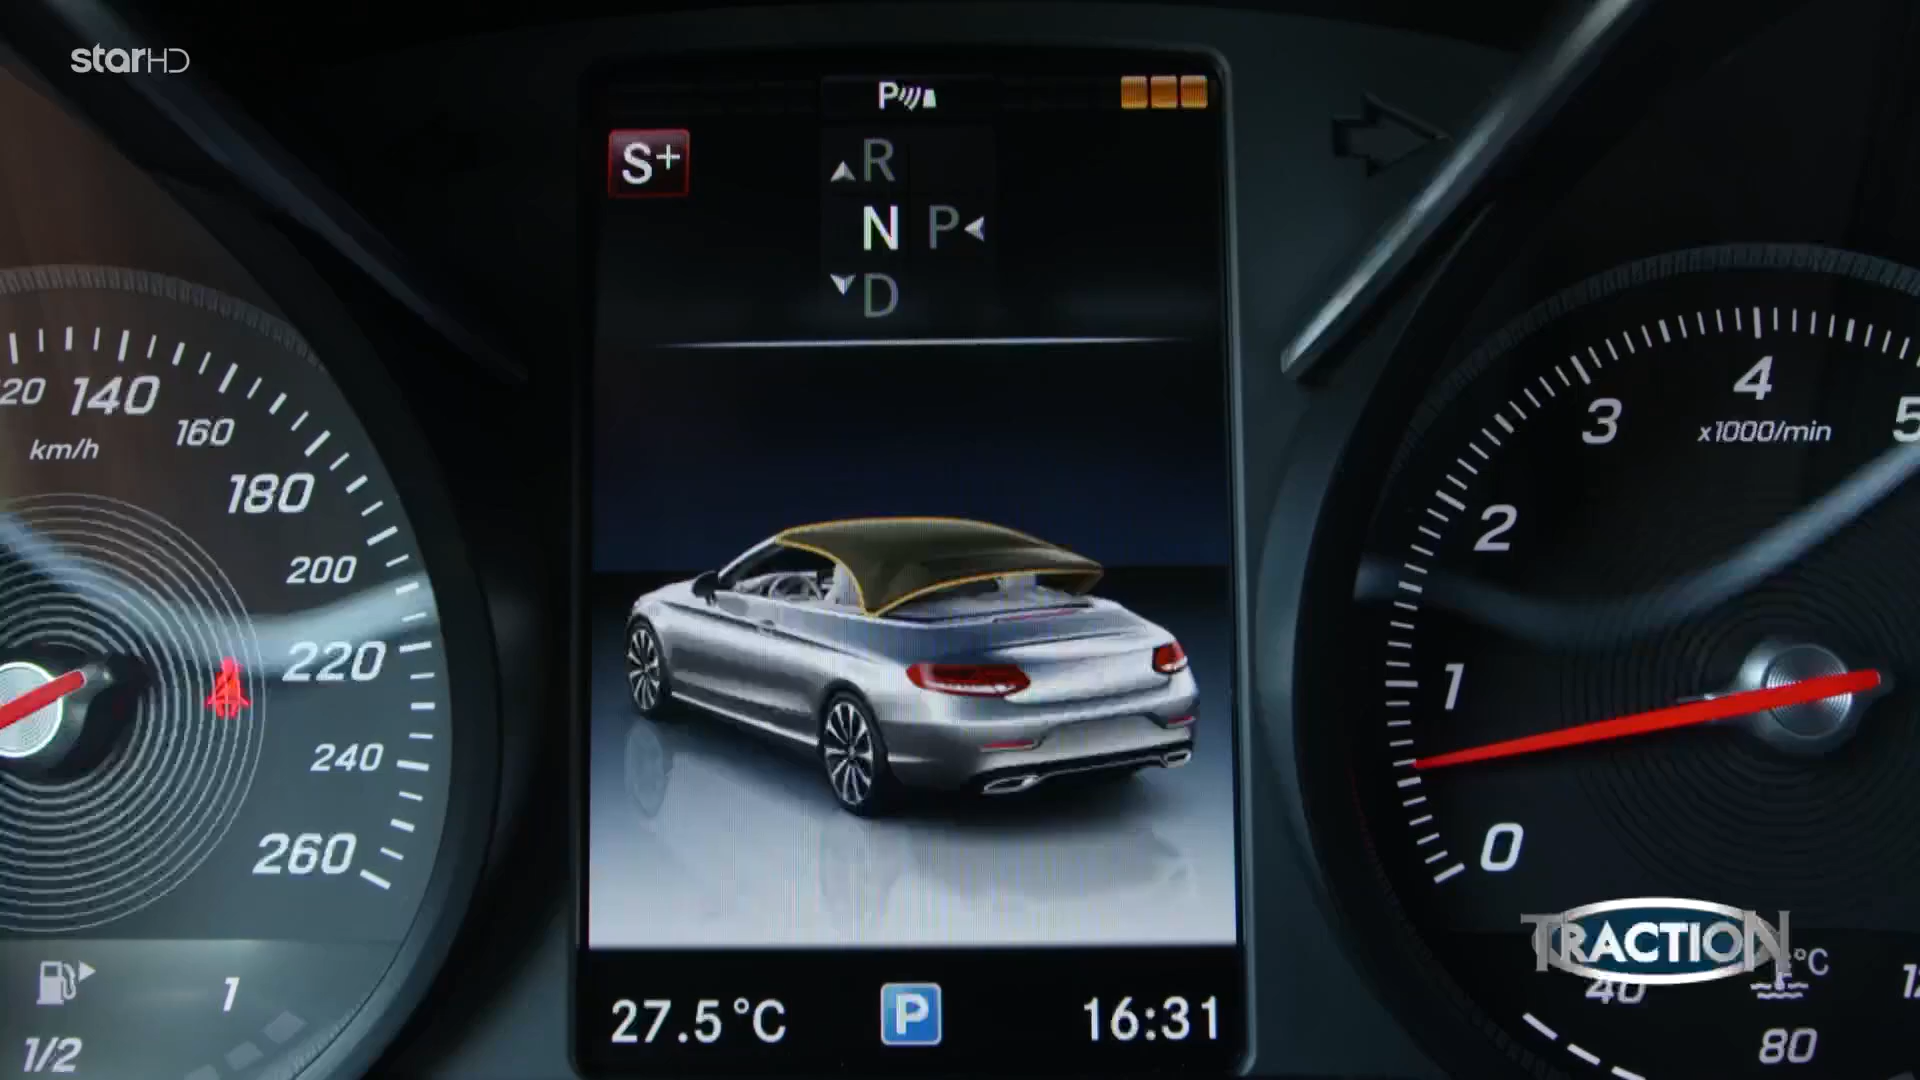 starHD
P
S+
R
N P
D
20 140 160 180 200 220 240 260
km/h
1/2 1
27.5°C P 16:31
0 1 2 3 4 5
x1000/min
TRACTION
°C
40
80